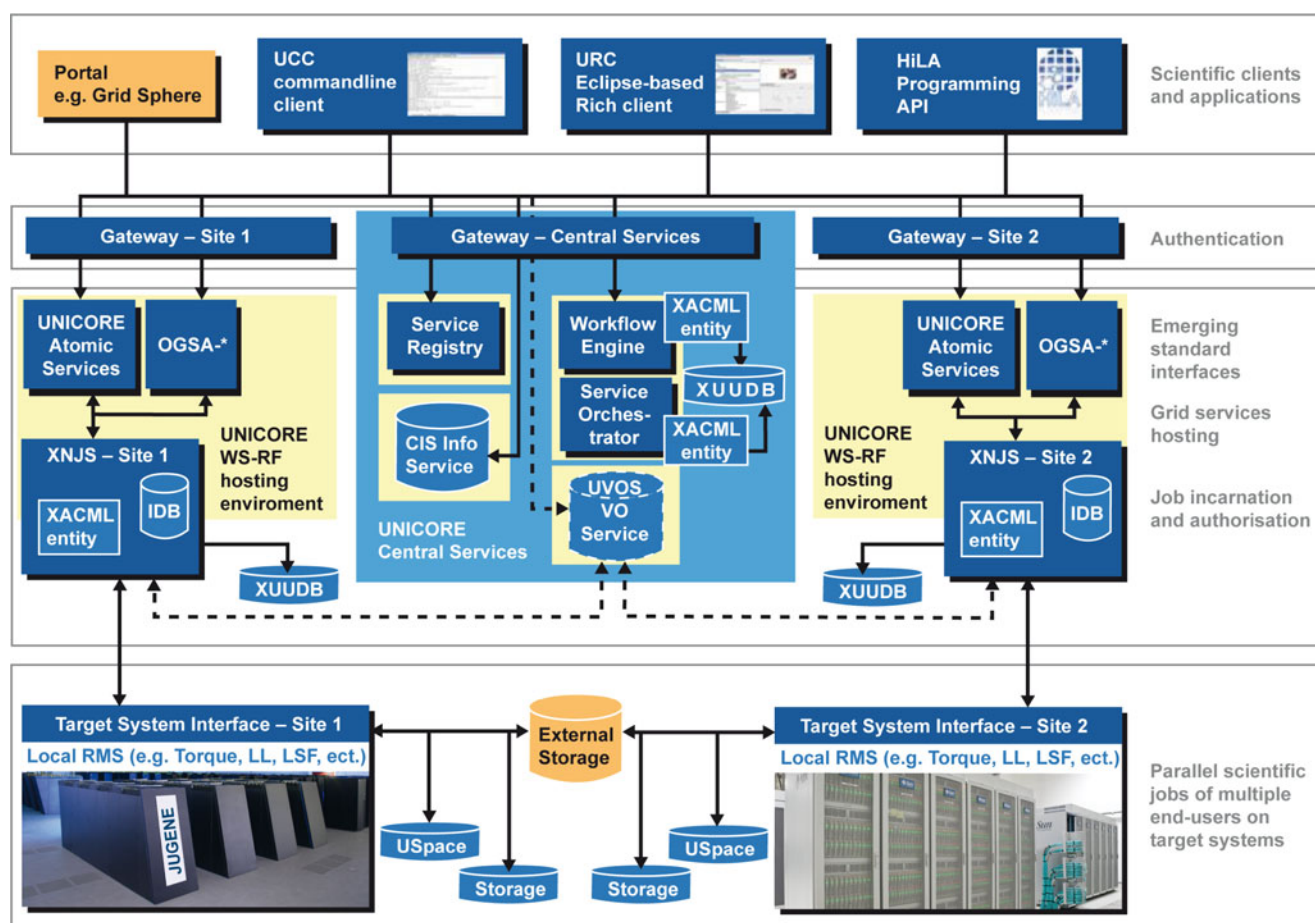 Portal
e.g. Grid Sphere
UCC
commandline
client
URC
Eclipse-based
Rich client
HiLA
Programming
API
HiLA
Scientific clients
and applications
Gateway – Site 1
Gateway – Central Services
Gateway – Site 2
Authentication
UNICORE
Atomic
Services
OGSA-*
Service
Registry
Workflow
Engine
XACML
entity
XUUDB
Service
Orches-
trator
XACML
entity
CIS Info
Service
UVOS
VO
Service
UNICORE
Central Services
UNICORE
Atomic
Services
OGSA-*
Emerging
standard
interfaces
Grid services
hosting
Job incarnation
and authorisation
XNJS – Site 1
XACML
entity
IDB
UNICORE
WS-RF
hosting
enviroment
XUUDB
UNICORE
WS-RF
hosting
enviroment
XNJS – Site 2
XACML
entity
IDB
XUUDB
Target System Interface – Site 1
Local RMS (e.g. Torque, LL, LSF, ect.)
JUGENE
External
Storage
USpace
Storage
USpace
Storage
Target System Interface – Site 2
Local RMS (e.g. Torque, LL, LSF, ect.)
Sun
Parallel scientific
jobs of multiple
end-users on
target systems